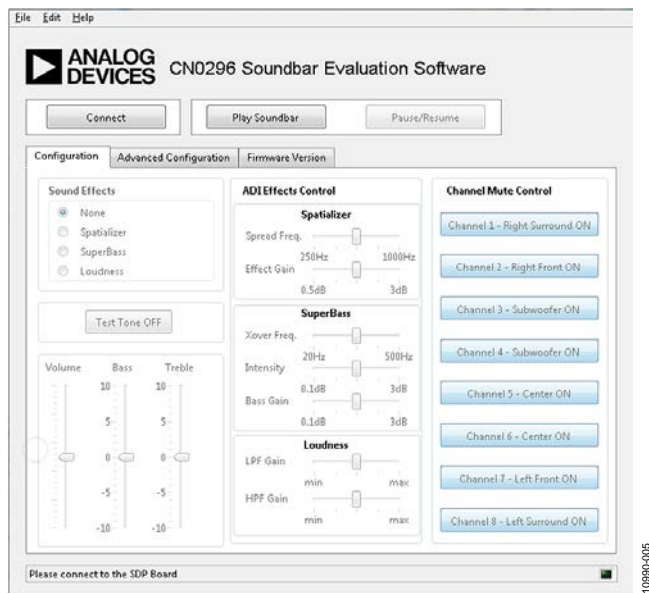 File Edit Help
ANALOG DEVICES
CN0296 Soundbar Evaluation Software
Connect
Play Soundbar
Pause/Resume
Configuration
Advanced Configuration
Firmware Version
Sound Effects
None
Spatializer
SuperBass
Loudness
Test Tone OFF
Volume Bass Treble
10 10
5 5
0 0
-5 -5
-10 -10
ADI Effects Control
Spatializer
Spread Freq.
250Hz 1000Hz
Effect Gain
0.5dB 3dB
SuperBass
Xover Freq.
20Hz 500Hz
Intensity
0.1dB 3dB
Bass Gain
0.1dB 3dB
Loudness
LPF Gain
min max
HPF Gain
min max
Channel Mute Control
Channel 1 - Right Surround ON
Channel 2 - Right Front ON
Channel 3 - Subwoofer ON
Channel 4 - Subwoofer ON
Channel 5 - Center ON
Channel 6 - Center ON
Channel 7 - Left Front ON
Channel 8 - Left Surround ON
Please connect to the SDP Board
10990-005